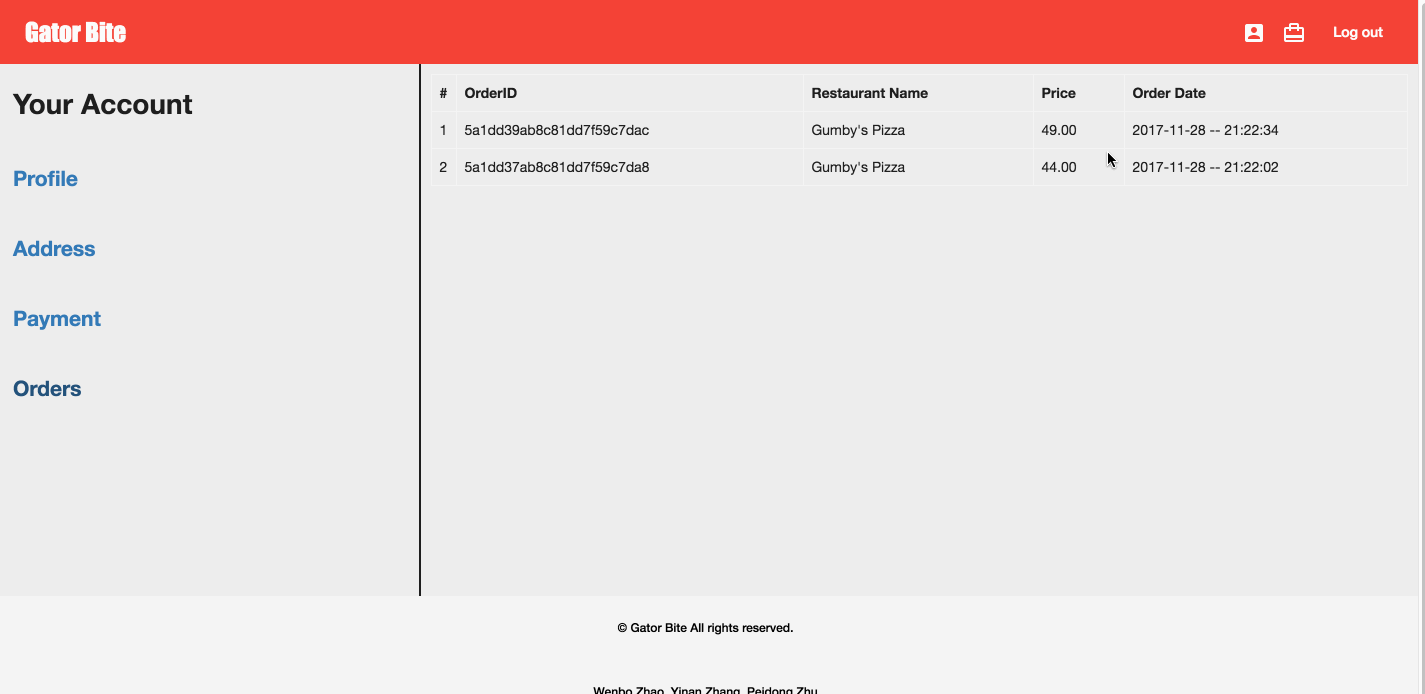 Gator Bite
Log out
Your Account
Profile
Address
Payment
Orders
# OrderID Restaurant Name Price Order Date
1 5a1dd39ab8c81dd7f59c7dac Gumby's Pizza 49.00 2017-11-28 -- 21:22:34
2 5a1dd37ab8c81dd7f59c7da8 Gumby's Pizza 44.00 2017-11-28 -- 21:22:02
© Gator Bite All rights reserved.
Wenbo Zhao, Yinan Zhang, Peidong Zhu